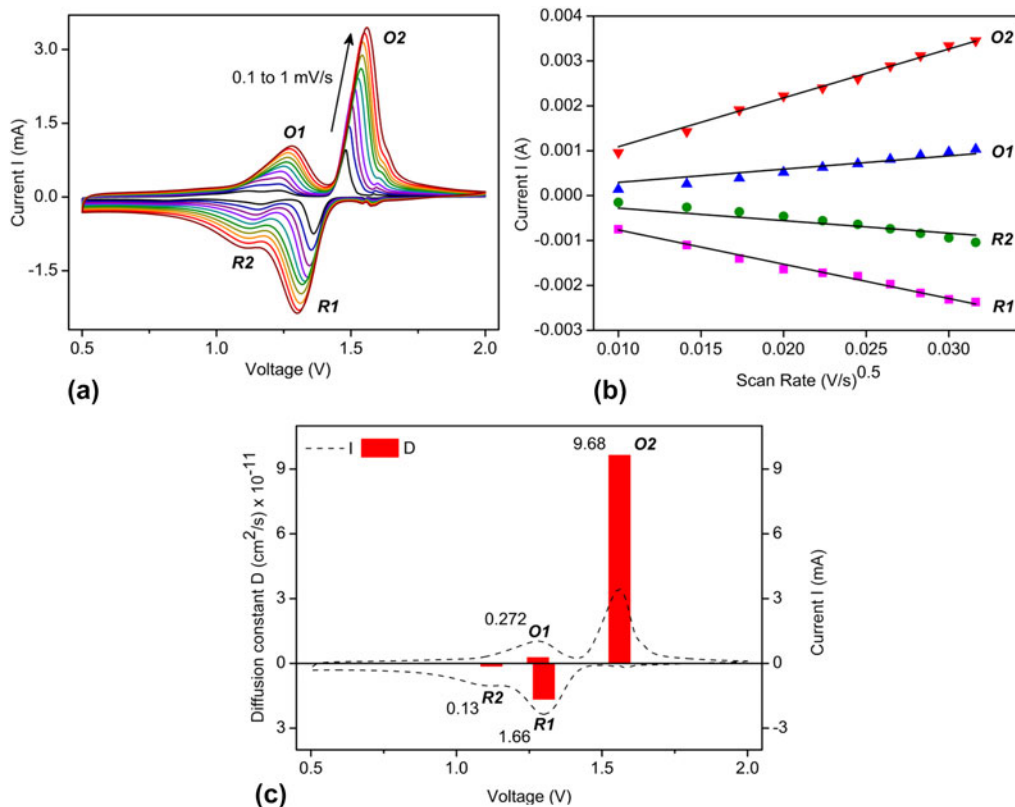 3.0
1.5
0.0
-1.5
Current I (mA)
0.1 to 1 mV/s
O1
O2
R2
R1
0.5
1.0
1.5
2.0
Voltage (V)
(a)
0.004
0.003
0.002
0.001
0.000
-0.001
-0.002
-0.003
Current I (A)
O2
O1
R2
R1
0.010
0.015
0.020
0.025
0.030
Scan Rate (V/s)^0.5
(b)
I
D
9.68
O2
0.272
O1
R2
0.13
R1
1.66
9
6
3
0
3
Diffusion constant D (cm²/s) x 10⁻¹¹
9
6
3
0
-3
Current I (mA)
0.5
1.0
1.5
2.0
Voltage (V)
(c)